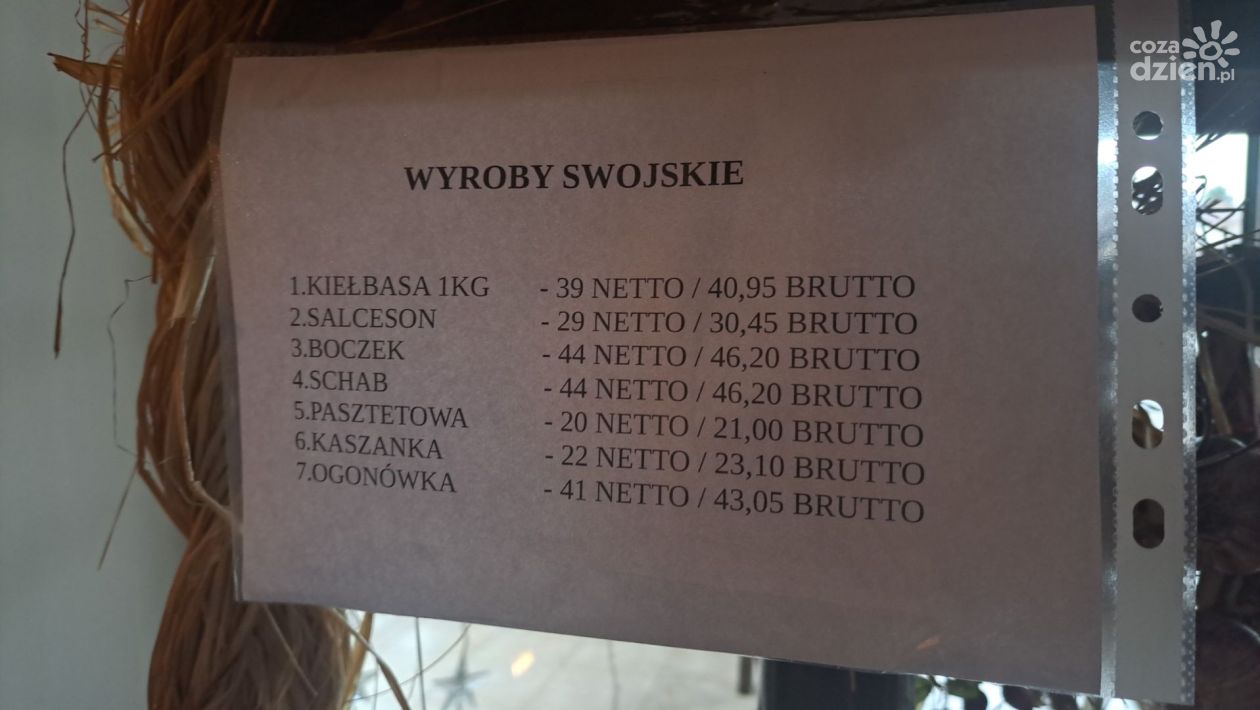 coza
dzien.pl
WYROBY SWOJSKIE
1.KIEŁBASA 1KG - 39 NETTO / 40,95 BRUTTO
2.SALCESON - 29 NETTO / 30,45 BRUTTO
3.BOCZEK - 44 NETTO / 46,20 BRUTTO
4.SCHAB - 44 NETTO / 46,20 BRUTTO
5.PASZTETOWA - 20 NETTO / 21,00 BRUTTO
6.KASZANKA - 22 NETTO / 23,10 BRUTTO
7.OGONÓWKA - 41 NETTO / 43,05 BRUTTO